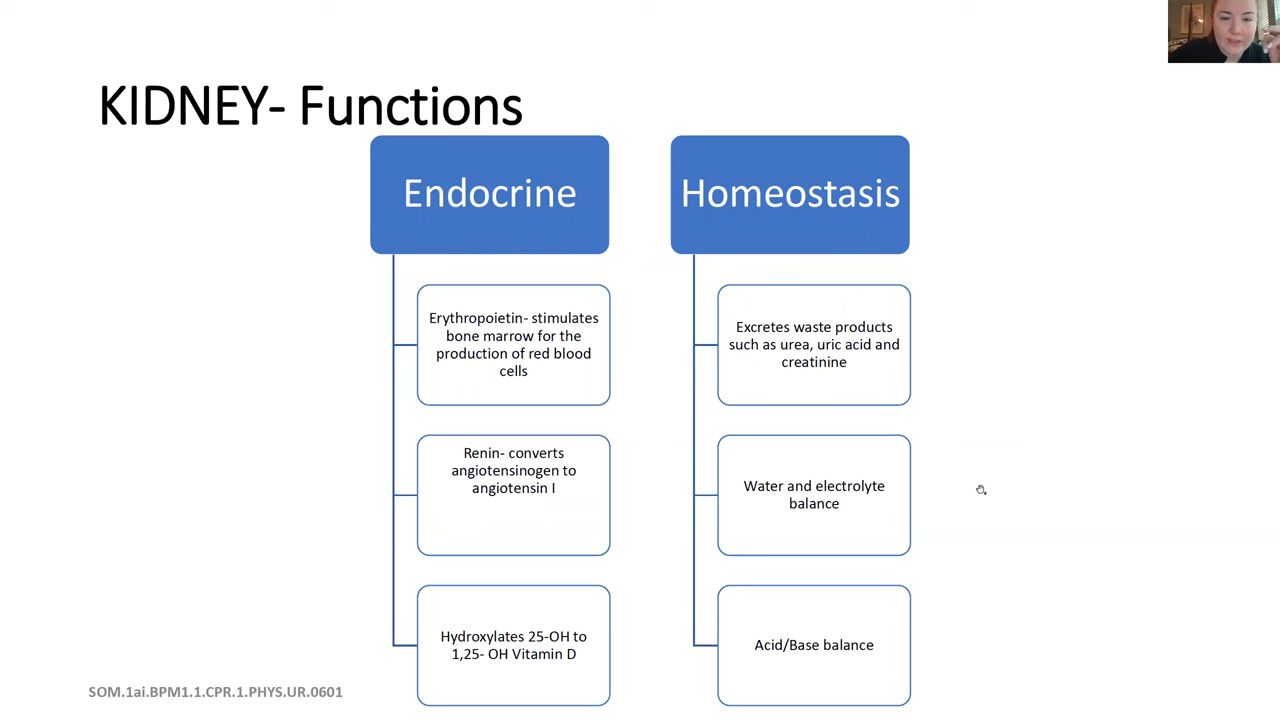 KIDNEY- Functions
Endocrine
Erythropoietin- stimulates
bone marrow for the
production of red blood
cells
Renin- converts
angiotensinogen to
angiotensin I
Hydroxylates 25-OH to
1,25- OH Vitamin D
Homeostasis
Excretes waste products
such as urea, uric acid and
creatinine
Water and electrolyte
balance
Acid/Base balance
SOM.1ai.BPM1.1.CPR.1.PHYS.UR.0601